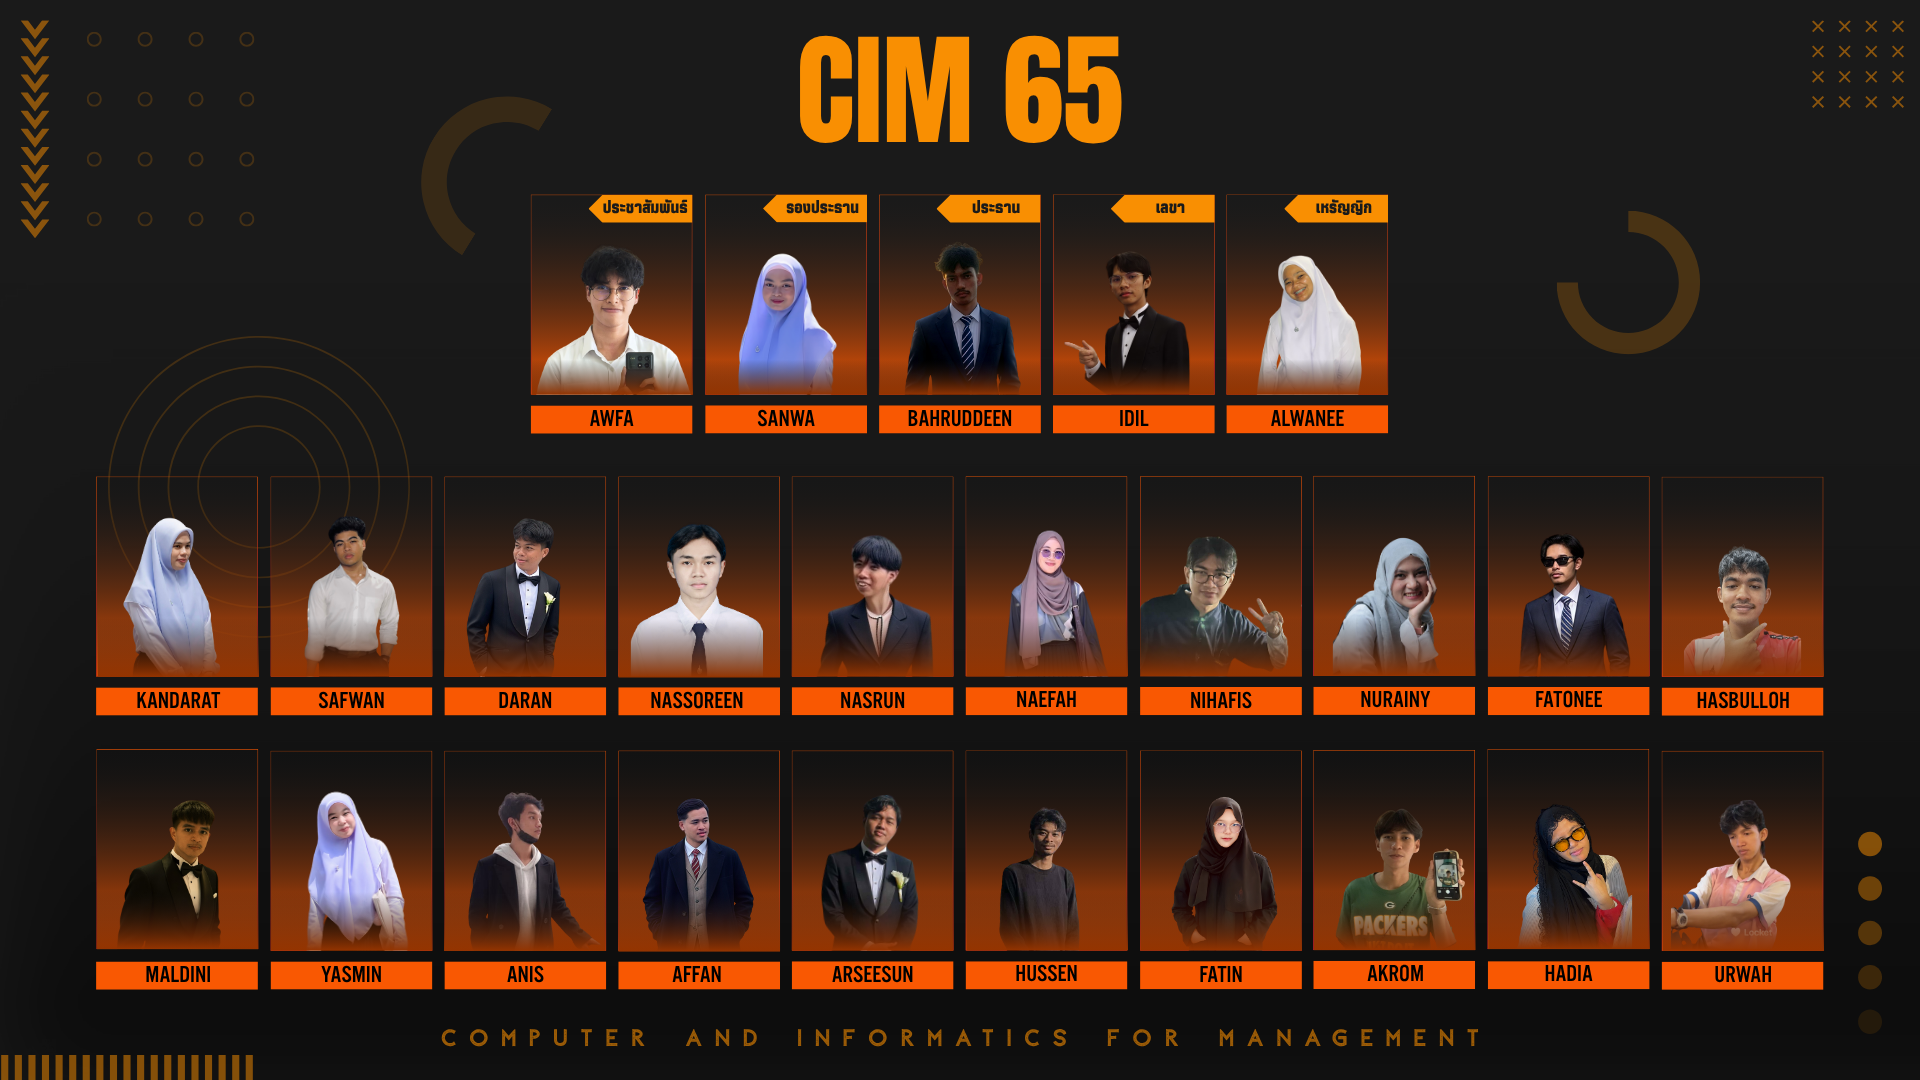 CIM 65
ประชาสัมพันธ์
รองประธาน
ประธาน
เลขา
เหรัญญิก
AWFA
SANWA
BAHRUDDEEN
IDIL
ALWANEE
KANDARAT
SAFWAN
DARAN
NASSOREEN
NASRUN
NAEFAH
NIHAFIS
NURAINY
FATONEE
HASBULLOH
G
PACKERS
MALDINI
YASMIN
ANIS
AFFAN
ARSEESUN
HUSSEN
FATIN
AKROM
HADIA
URWAH
COMPUTER AND INFORMATICS FOR MANAGEMENT